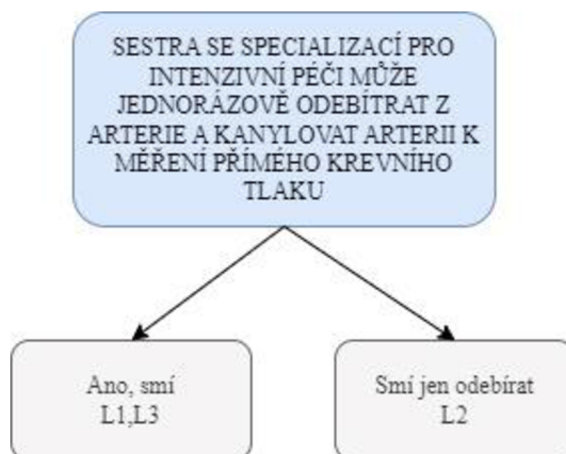 SESTRA SE SPECIALIZACÍ PRO
INTENZIVNÍ PÉČI MŮŽE
JEDNORÁZOVĚ ODEBÍTRAT Z
ARTERIE A KANYLOVAT ARTERII K
MĚŘENÍ PŘÍMÉHO KREVNÍHO
TLAKU
Ano, smí
L1,L3
Smí jen odebírat
L2